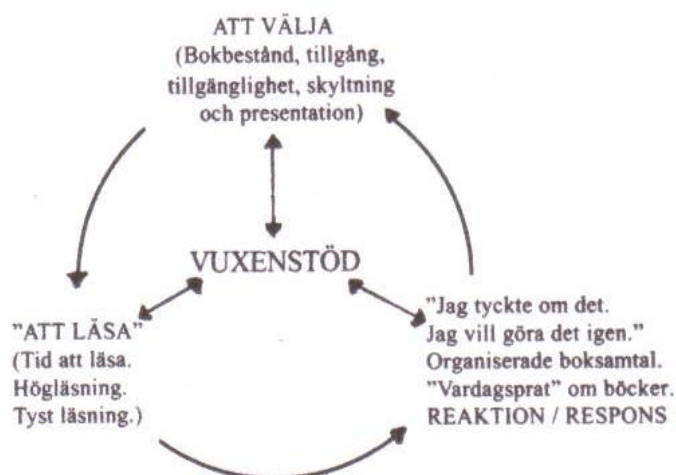 ATT VÄLJA
(Bokbestånd, tillgång,
tillgänglighet, skyltning
och presentation)
VUXENSTÖD
"ATT LÄSA"
(Tid att läsa.
Högläsning.
Tyst läsning.)
"Jag tyckte om det.
Jag vill göra det igen."
Organiserade boksamtal.
"Vardagsprat" om böcker.
REAKTION / RESPONS